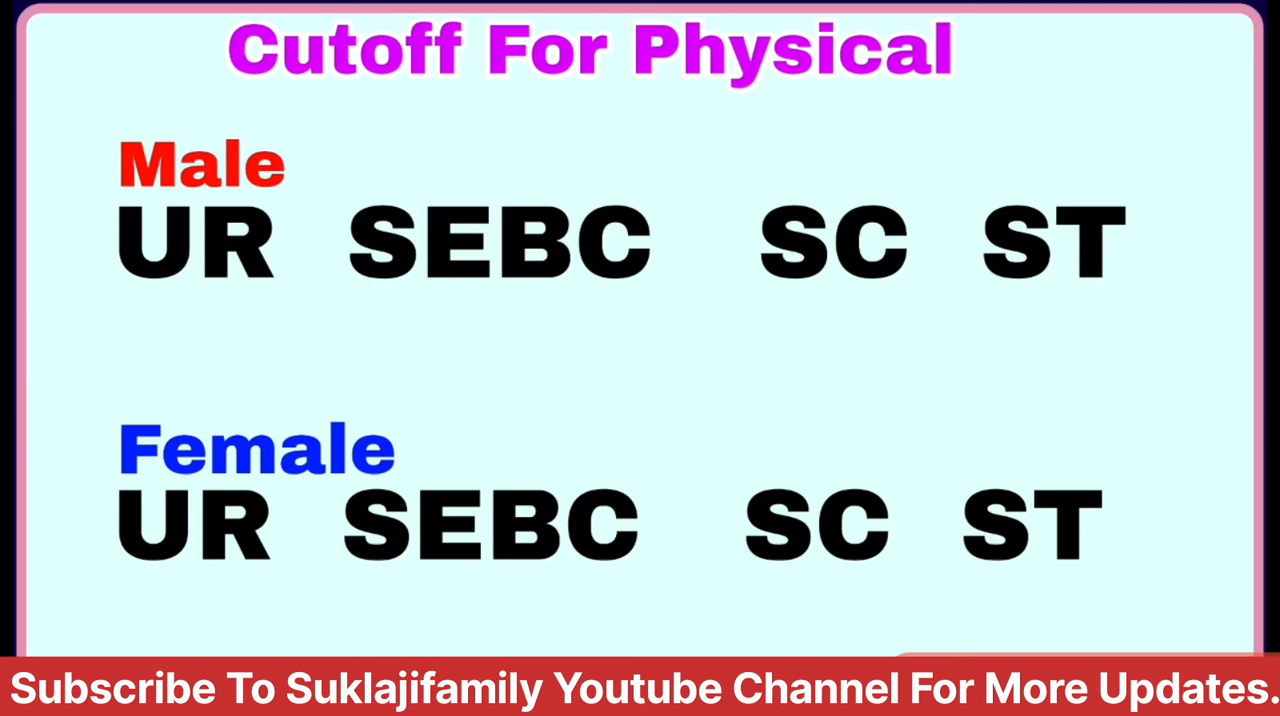 Cutoff For Physical
Male
UR SEBC SC ST
Female
UR SEBC SC ST
Subscribe To Suklajifamily Youtube Channel For More Updates.